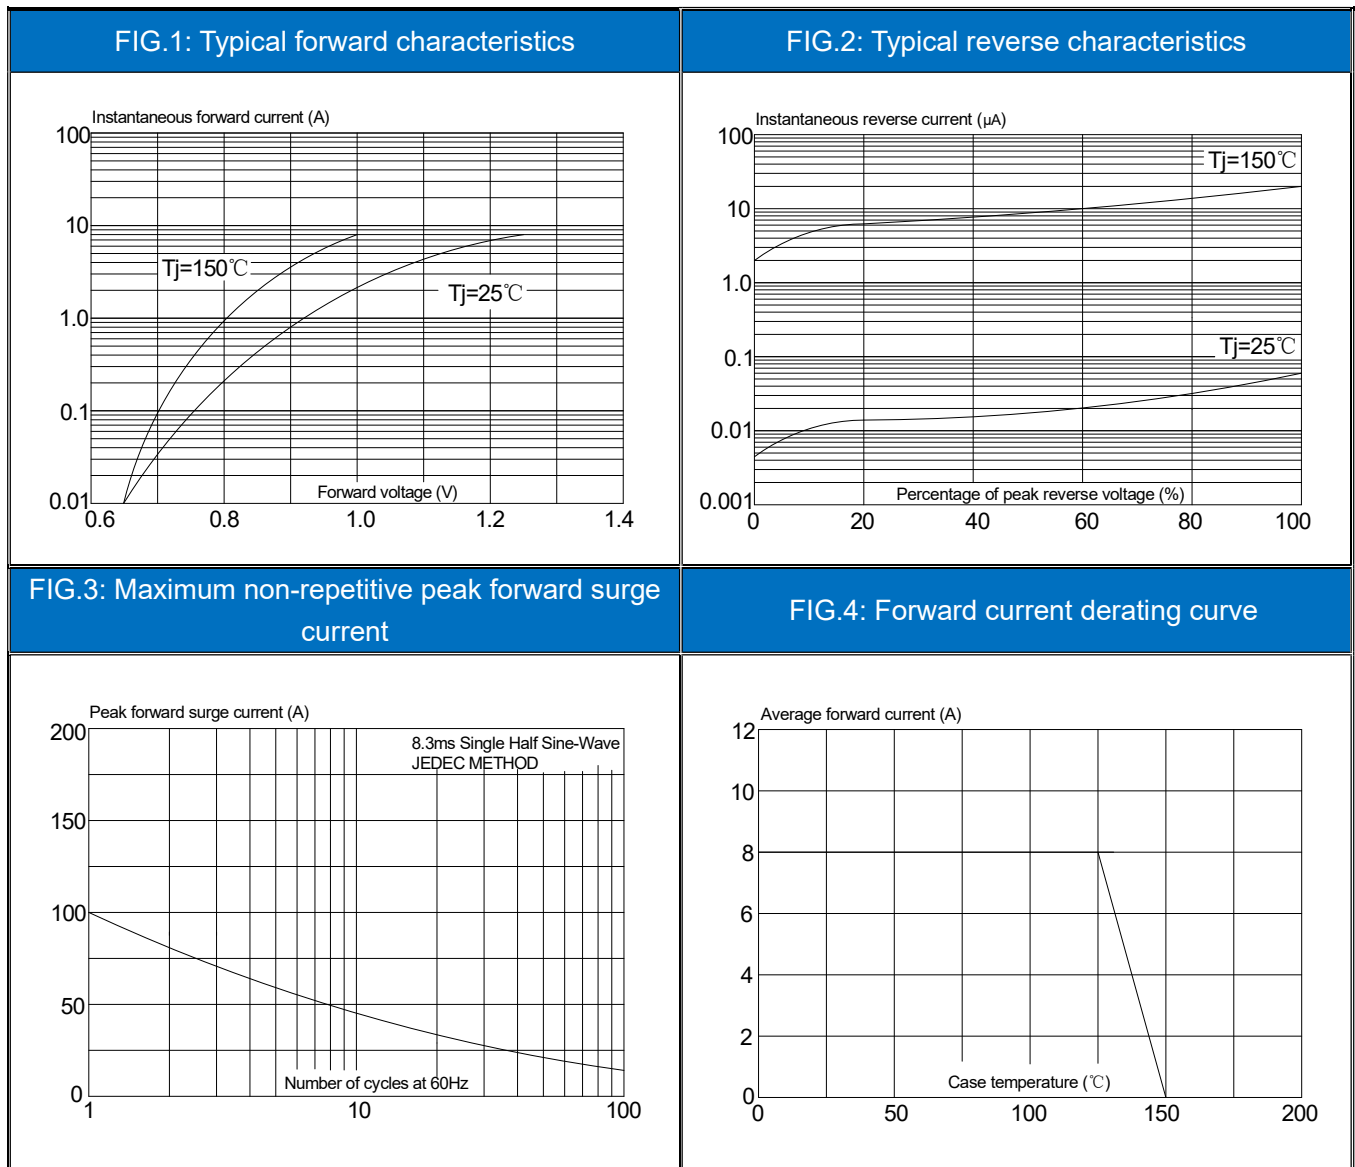 FIG.1: Typical forward characteristics
FIG.2: Typical reverse characteristics
Instantaneous forward current (A)
100
10
1.0
0.1
0.01
Tj=150℃
Tj=25℃
Forward voltage (V)
0.6 0.8 1.0 1.2 1.4
Instantaneous reverse current (μA)
100
10
1.0
0.1
0.01
0.001
Tj=150℃
Tj=25℃
Percentage of peak reverse voltage (%)
0 20 40 60 80 100
FIG.3: Maximum non-repetitive peak forward surge
current
FIG.4: Forward current derating curve
Peak forward surge current (A)
200
150
100
50
0
8.3ms Single Half Sine-Wave
JEDEC METHOD
Number of cycles at 60Hz
1 10 100
Average forward current (A)
12
10
8
6
4
2
0
Case temperature (℃)
0 50 100 150 200